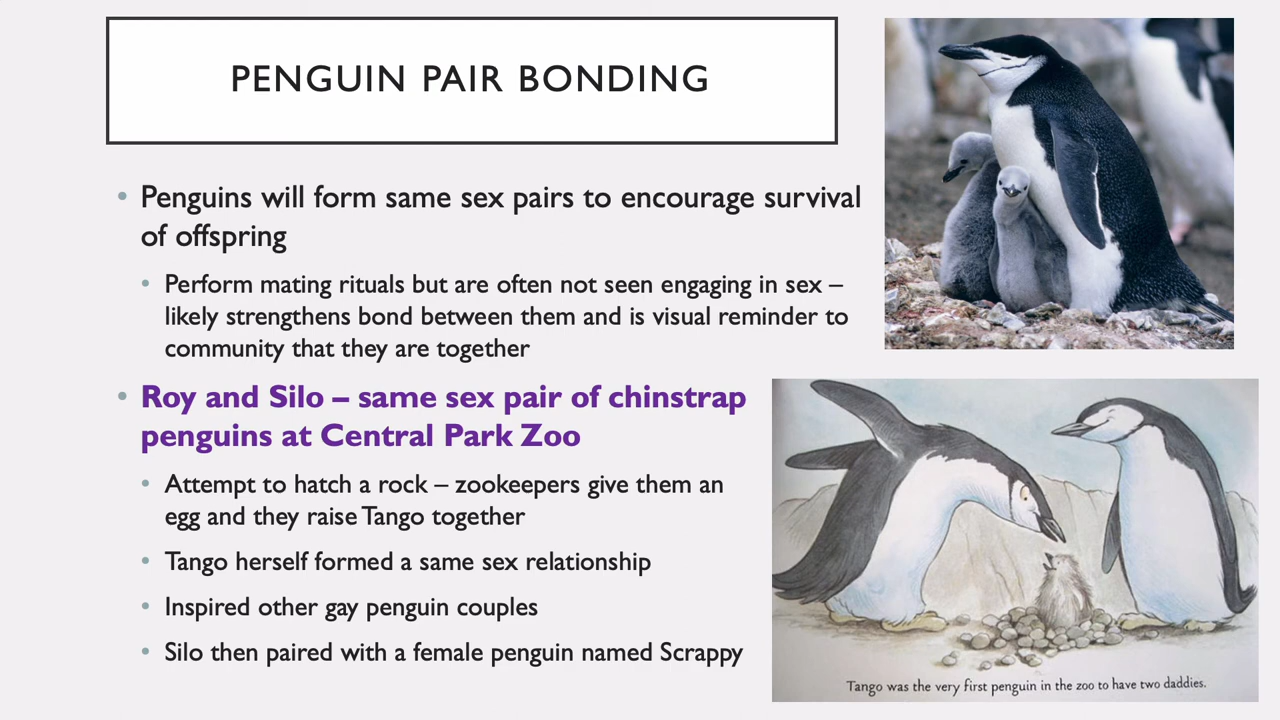 PENGUIN PAIR BONDING
• Penguins will form same sex pairs to encourage survival
of offspring
• Perform mating rituals but are often not seen engaging in sex –
likely strengthens bond between them and is visual reminder to
community that they are together
• Roy and Silo – same sex pair of chinstrap
penguins at Central Park Zoo
• Attempt to hatch a rock – zookeepers give them an
egg and they raise Tango together
• Tango herself formed a same sex relationship
• Inspired other gay penguin couples
• Silo then paired with a female penguin named Scrappy
Tango was the very first penguin in the zoo to have two daddies.